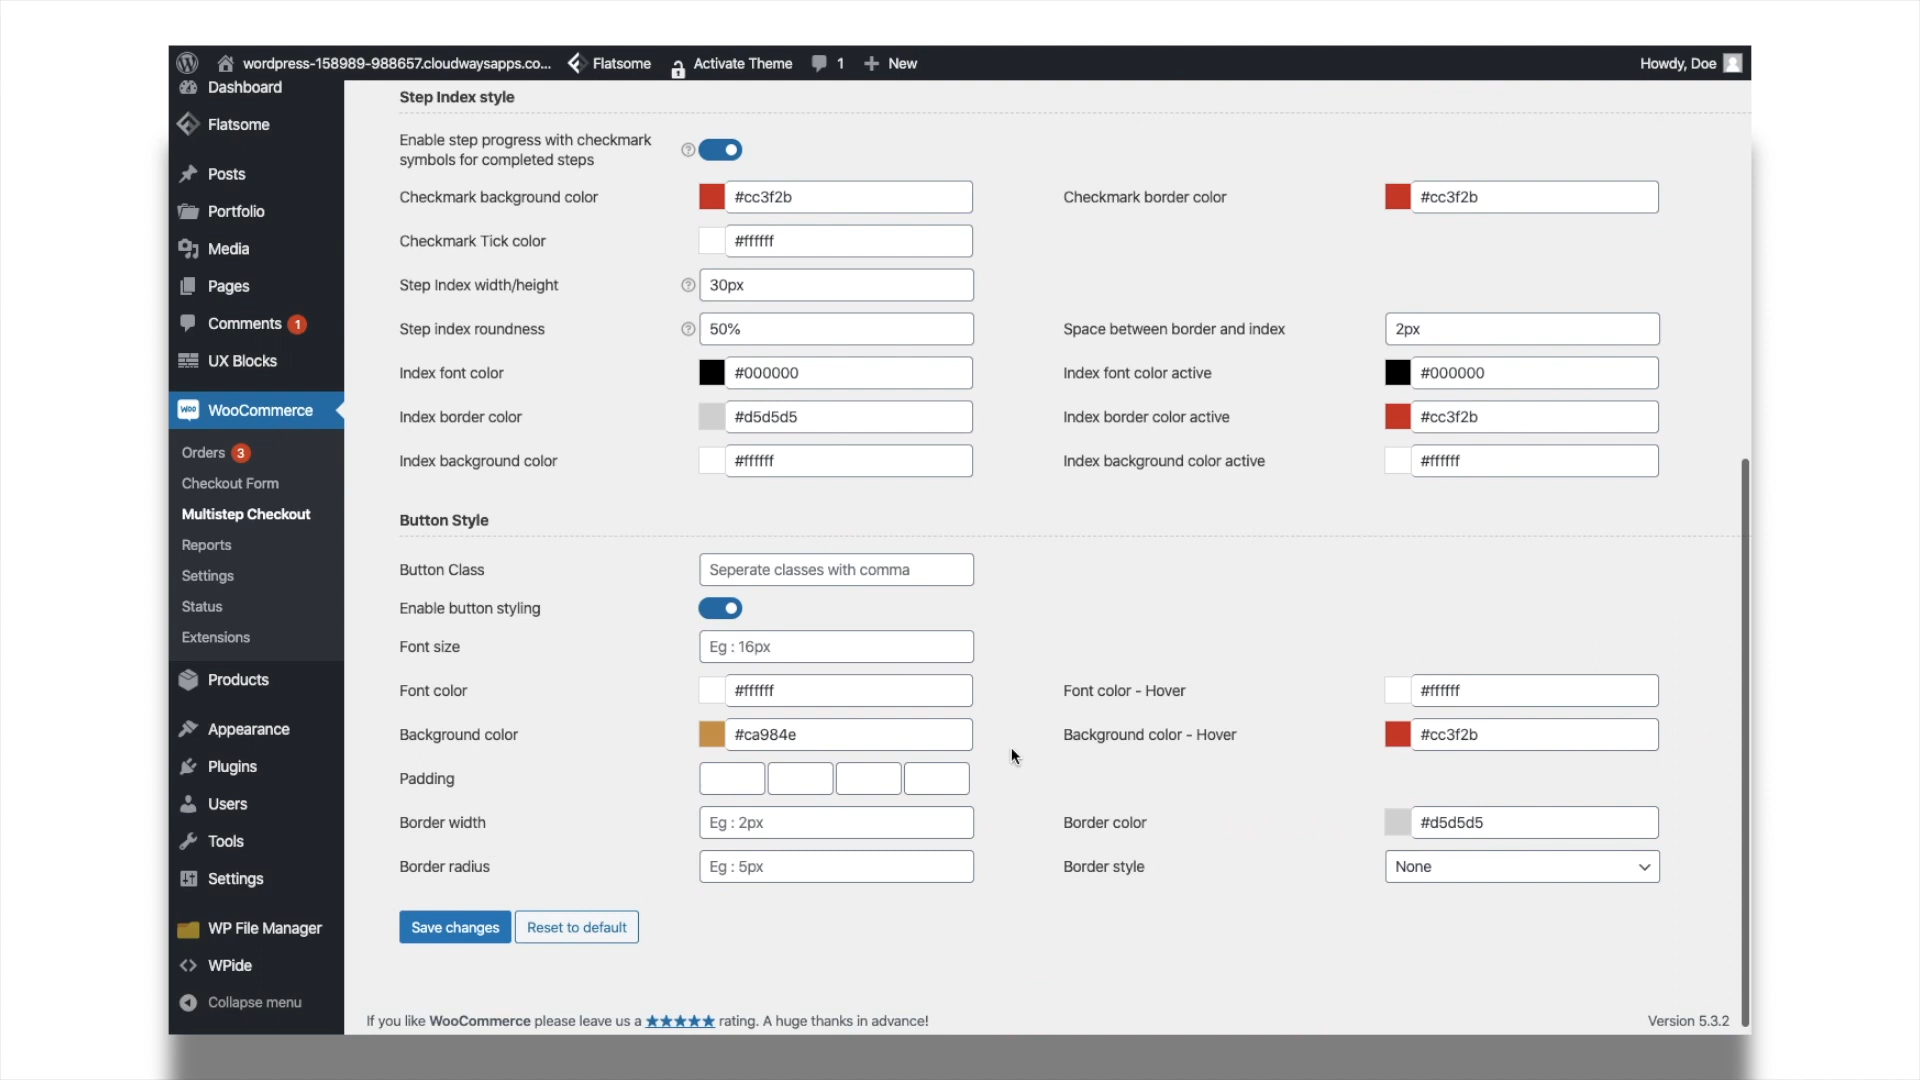 wordpress-158989-988657.cloudwaysapps.co... Flatsome Activate Theme 1 New Howdy, Doe
Dashboard
Flatsome
Posts
Portfolio
Media
Pages
Comments 1
UX Blocks
WooCommerce
Orders 3
Checkout Form
Multistep Checkout
Reports
Settings
Status
Extensions
Products
Appearance
Plugins
Users
Tools
Settings
WP File Manager
WPide
Collapse menu
Step Index style
Enable step progress with checkmark
symbols for completed steps
Checkmark background color #cc3f2b Checkmark border color #cc3f2b
Checkmark Tick color #ffffff
Step Index width/height 30px
Step index roundness 50% Space between border and index 2px
Index font color #000000 Index font color active #000000
Index border color #d5d5d5 Index border color active #cc3f2b
Index background color #ffffff Index background color active #ffffff
Button Style
Button Class Seperate classes with comma
Enable button styling
Font size Eg : 16px
Font color #ffffff Font color - Hover #ffffff
Background color #ca984e Background color - Hover #cc3f2b
Padding
Border width Eg : 2px Border color #d5d5d5
Border radius Eg : 5px Border style None
Save changes Reset to default
If you like WooCommerce please leave us a ★★★★★ rating. A huge thanks in advance! Version 5.3.2